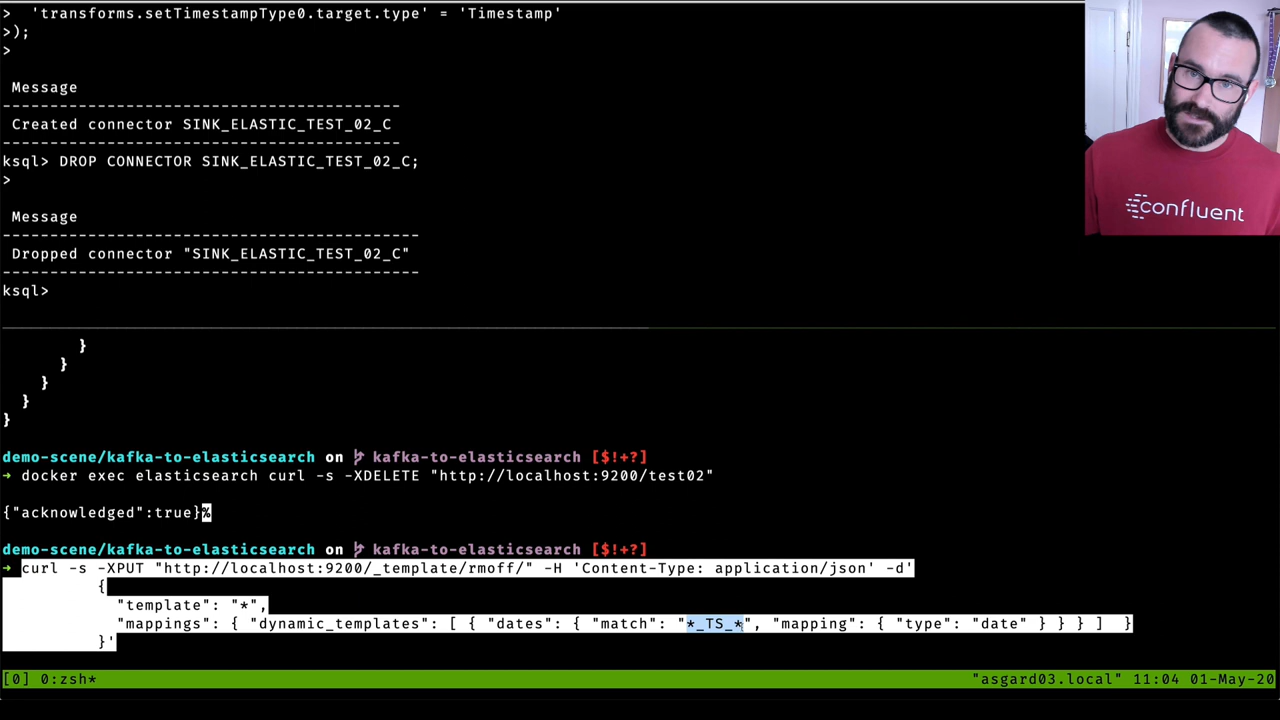 >  'transforms.setTimestampType0.target.type' = 'Timestamp'
>);
>
Message
-----------------------------------------
Created connector SINK_ELASTIC_TEST_02_C
-----------------------------------------
ksql> DROP CONNECTOR SINK_ELASTIC_TEST_02_C;
>
Message
-------------------------------------------
Dropped connector "SINK_ELASTIC_TEST_02_C"
-------------------------------------------
ksql>
confluent
}
}
}
}
}
demo-scene/kafka-to-elasticsearch on kafka-to-elasticsearch [$!+?]
→ docker exec elasticsearch curl -s -XDELETE "http://localhost:9200/test02"
{"acknowledged":true}%
demo-scene/kafka-to-elasticsearch on kafka-to-elasticsearch [$!+?]
→ curl -s -XPUT "http://localhost:9200/_template/rmoff/" -H 'Content-Type: application/json' -d'
{
"template": "*",
"mappings": { "dynamic_templates": [ { "dates": { "match": "*_TS_*", "mapping": { "type": "date" } } } ]  }
}'
[0] 0:zsh* "asgard03.local" 11:04 01-May-20